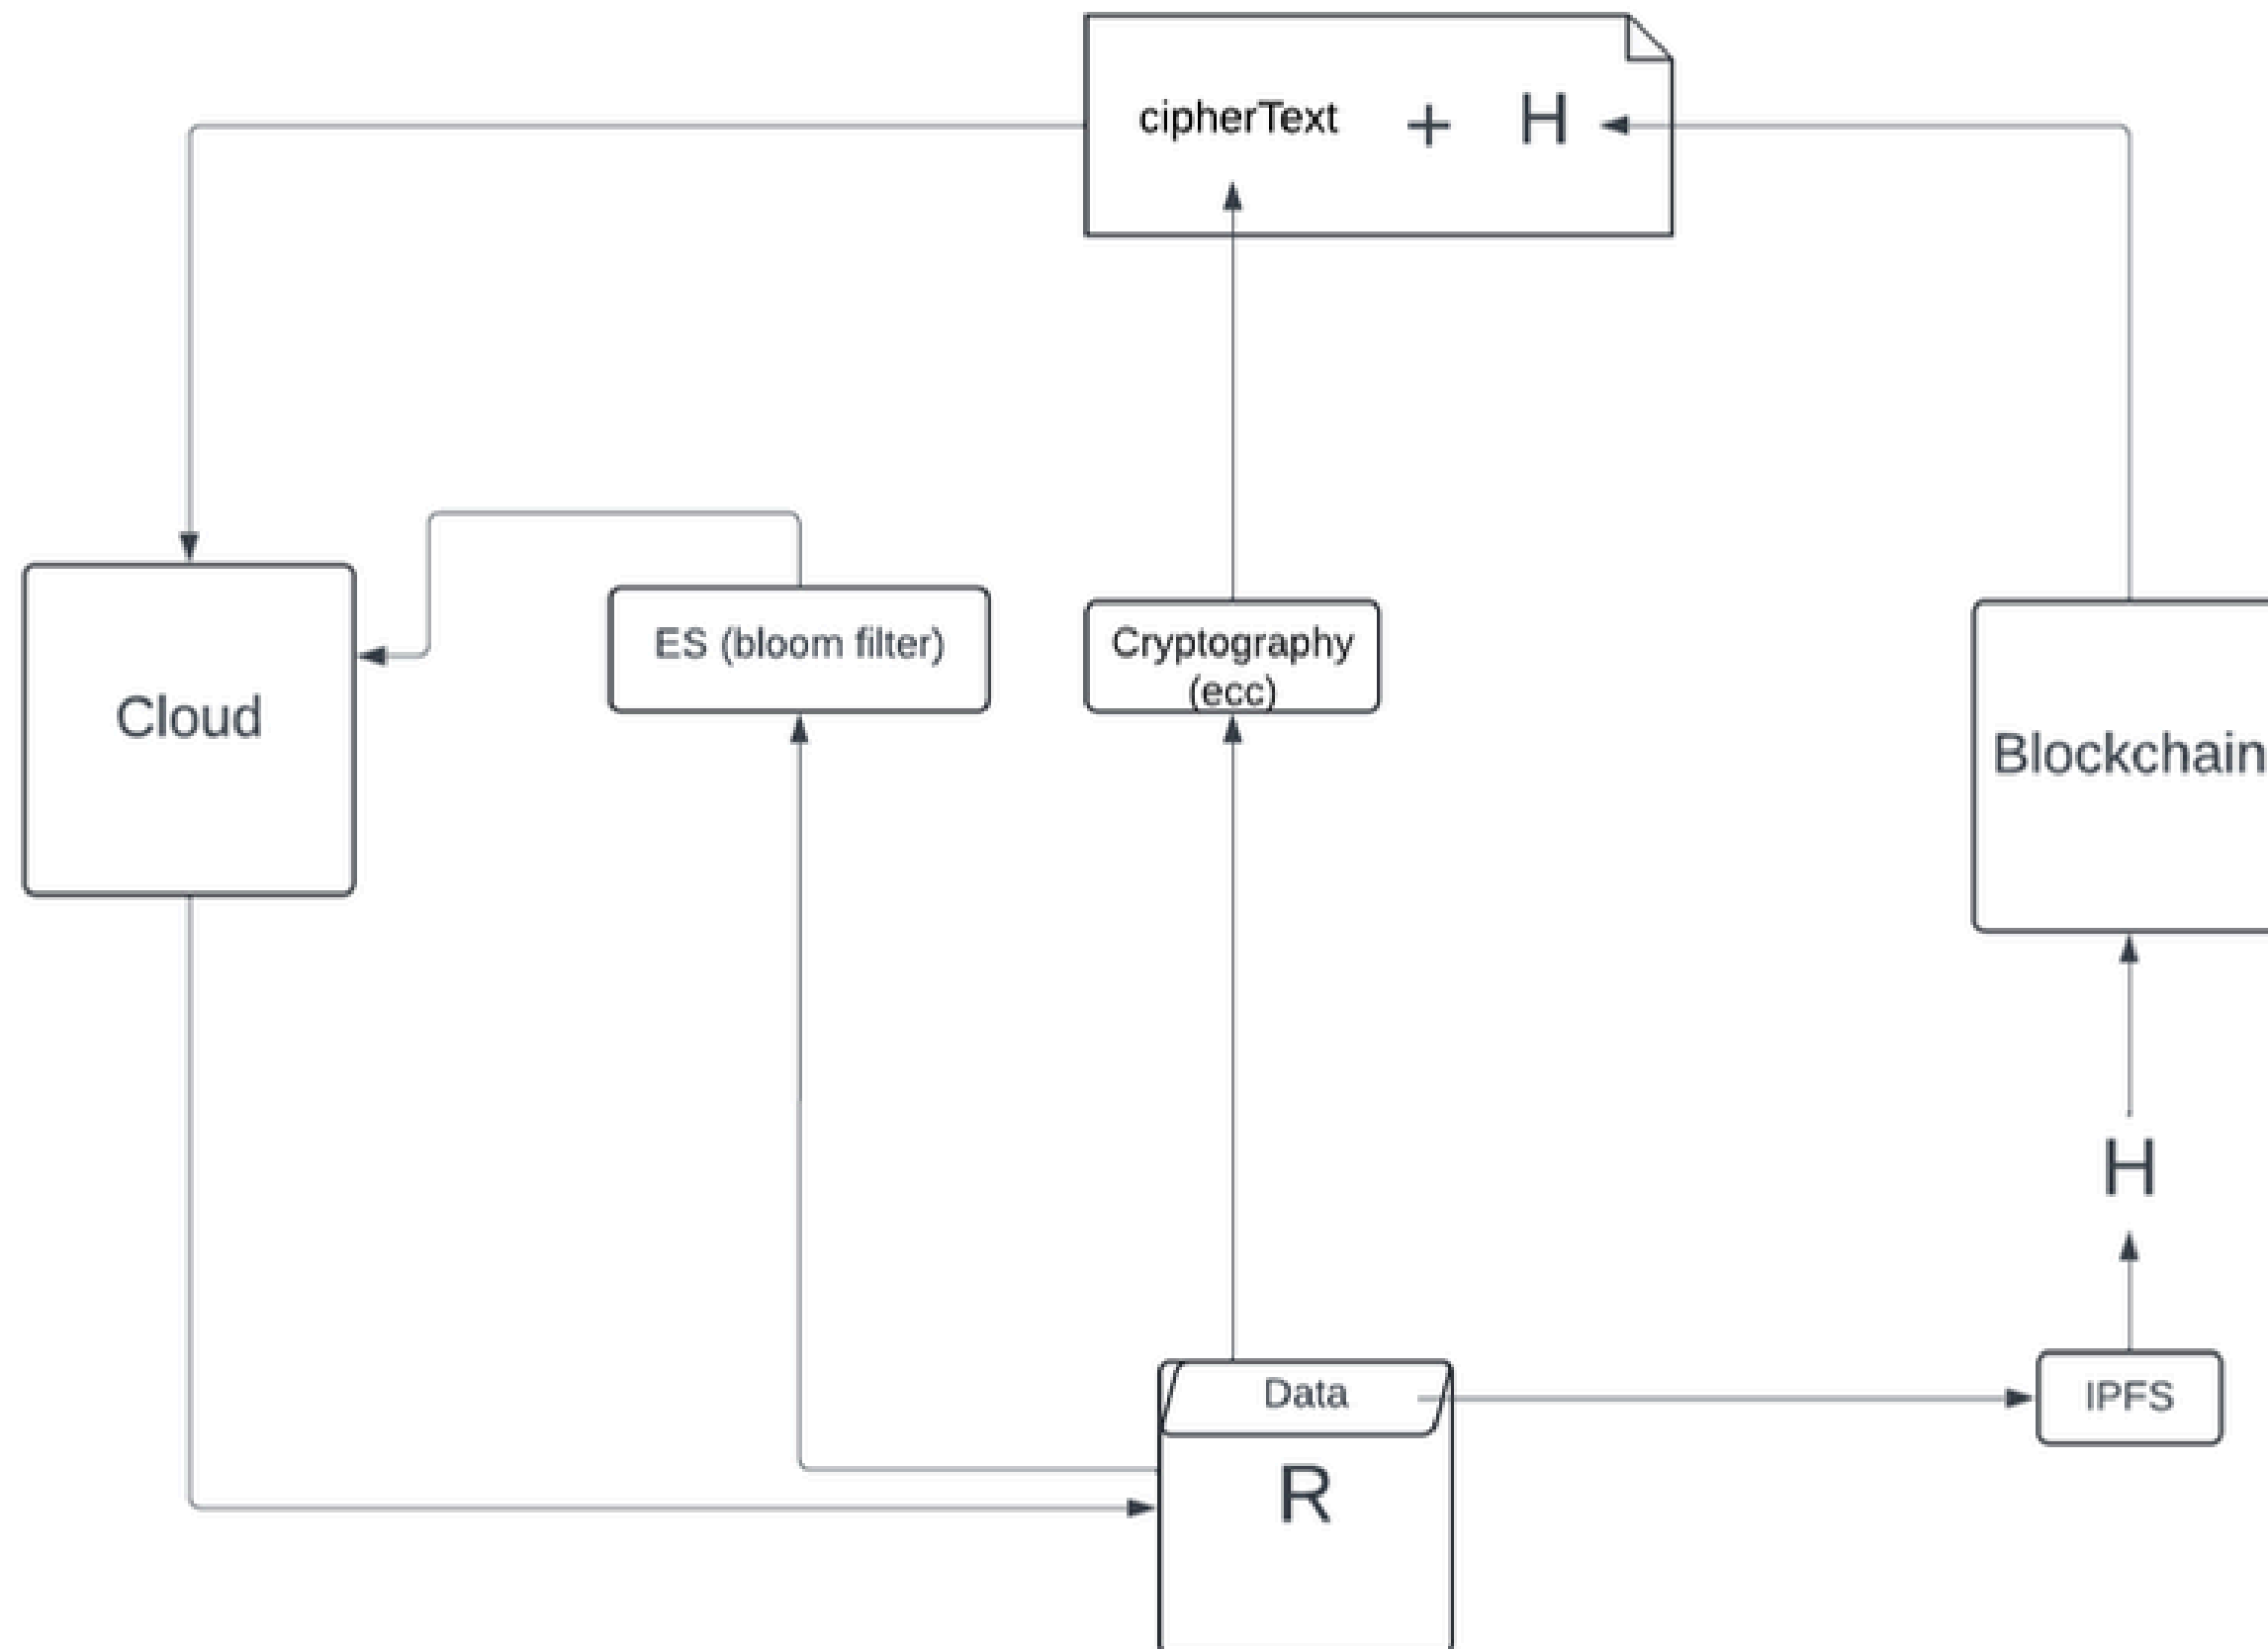 cipherText + H
Cloud
ES (bloom filter)
Cryptography
(ecc)
Blockchain
H
Data
R
IPFS